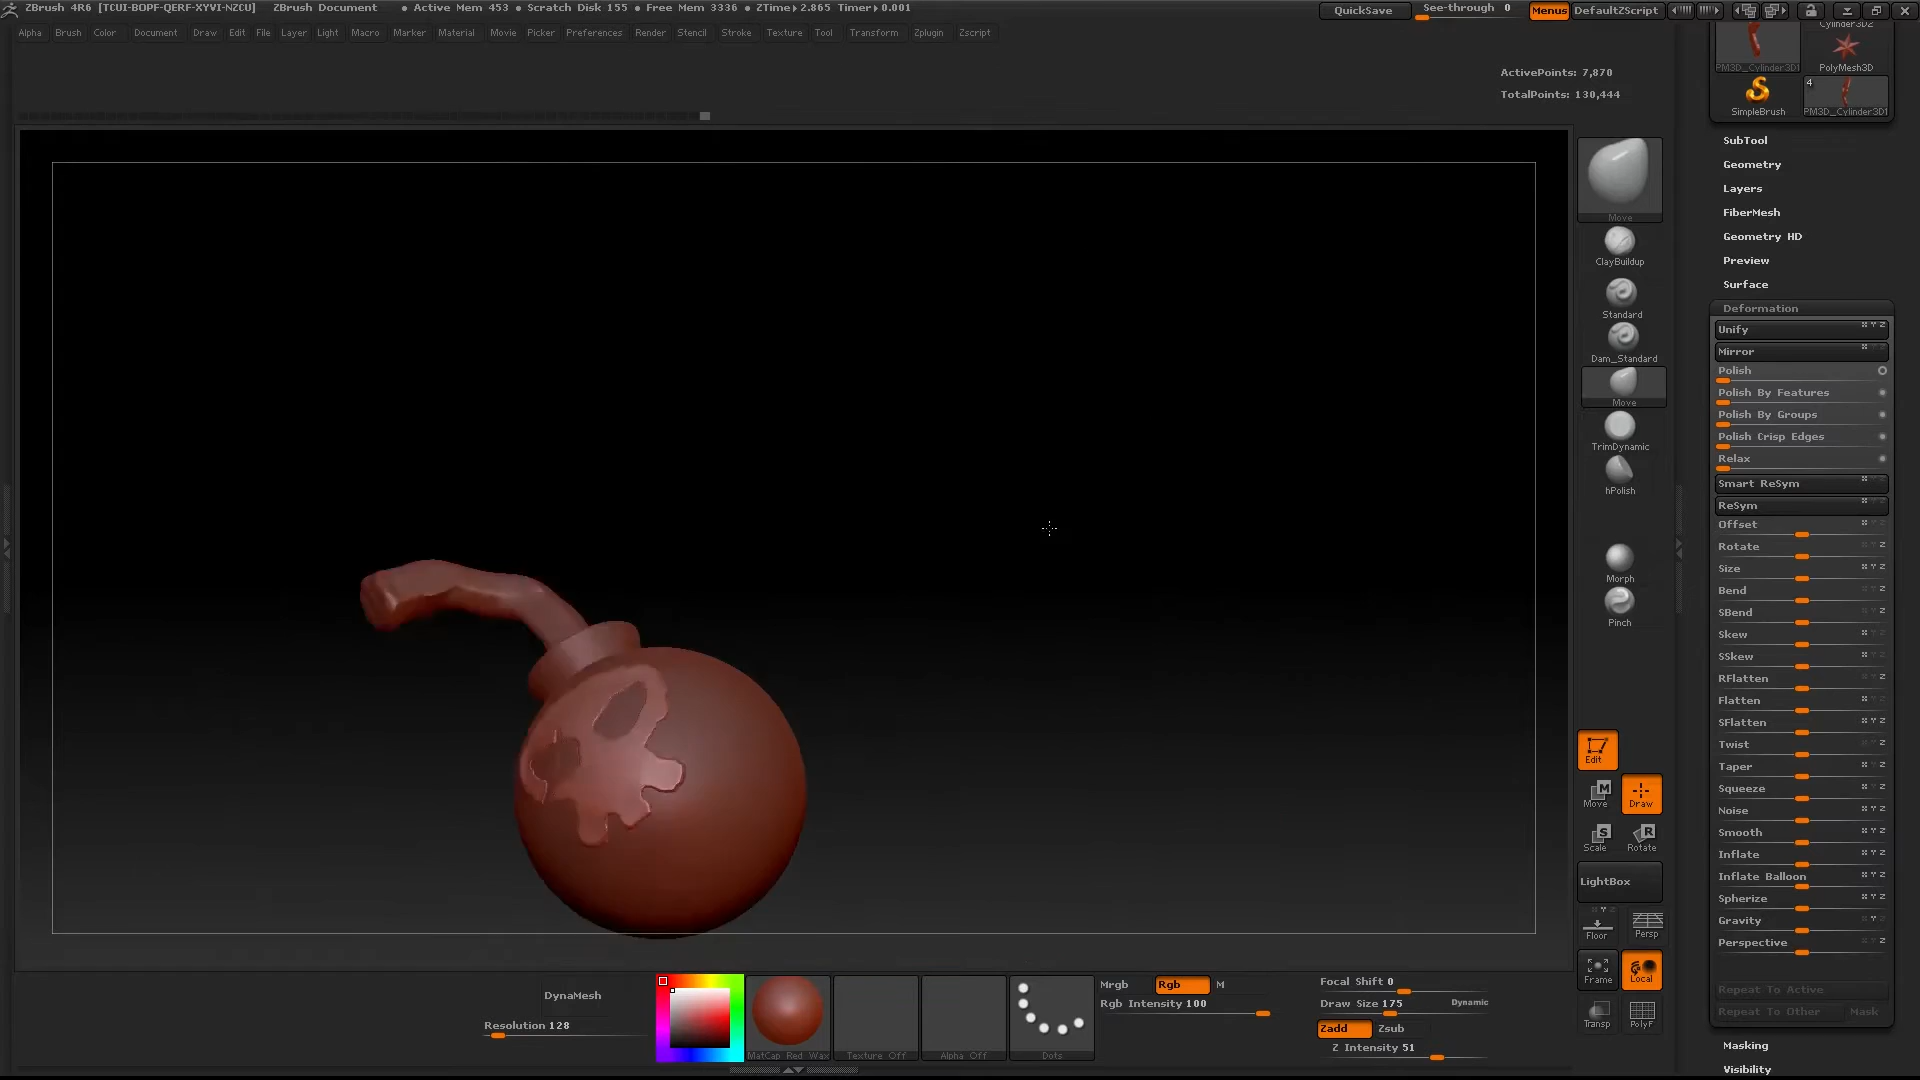 ZBrush 4R6 [TCUI-BOPF-QERF-XYVI-NZCU] ZBrush Document • Active Mem 453 • Scratch Disk 155 • Free Mem 3336 • ZTime▸2.865 Timer▸0.001 QuickSave See-through 0 Menus DefaultZScript
Alpha Brush Color Document Draw Edit File Layer Light Macro Marker Material Movie Picker Preferences Render Stencil Stroke Texture Tool Transform Zplugin Zscript
ActivePoints: 7,870
TotalPoints: 130,444
PM3D_Cylinder3D1 PolyMesh3D
4
SimpleBrush PM3D_Cylinder3D1
SubTool
Geometry
Layers
FiberMesh
Geometry HD
Preview
Surface
Deformation
Unify
Mirror
Polish
Polish By Features
Polish By Groups
Polish Crisp Edges
Relax
Smart ReSym
ReSym
Offset
Rotate
Size
Bend
SBend
Skew
SSkew
RFlatten
Flatten
SFlatten
Twist
Taper
Squeeze
Noise
Smooth
Inflate
Inflate Balloon
Spherize
Gravity
Perspective
Repeat To Active
Repeat To Other Mask
Masking
Visibility
Move
ClayBuildup
Standard
Dam_Standard
Move
TrimDynamic
hPolish
Morph
Pinch
Edit
Move Draw
Scale Rotate
LightBox
Floor Persp
Frame Local
Transp PolyF
DynaMesh
Resolution 128
MatCap Red Wax Texture Off Alpha Off Dots
Mrgb Rgb M
Rgb Intensity 100
Focal Shift 0
Draw Size 175 Dynamic
Zadd Zsub
Z Intensity 51